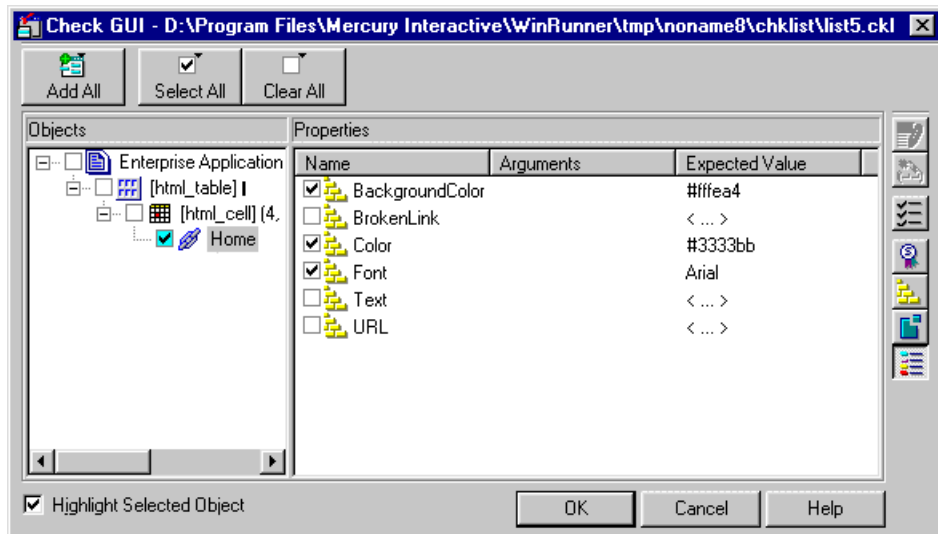 Check GUI - D:\Program Files\Mercury Interactive\WinRunner\tmp\noname8\chklist\list5.ckl
Add All Select All Clear All
Objects Properties
Enterprise Application
[html_table]
[html_cell] (4,
Home
Name Arguments Expected Value
BackgroundColor #fffea4
BrokenLink < ... >
Color #3333bb
Font Arial
Text < ... >
URL < ... >
Highlight Selected Object OK Cancel Help